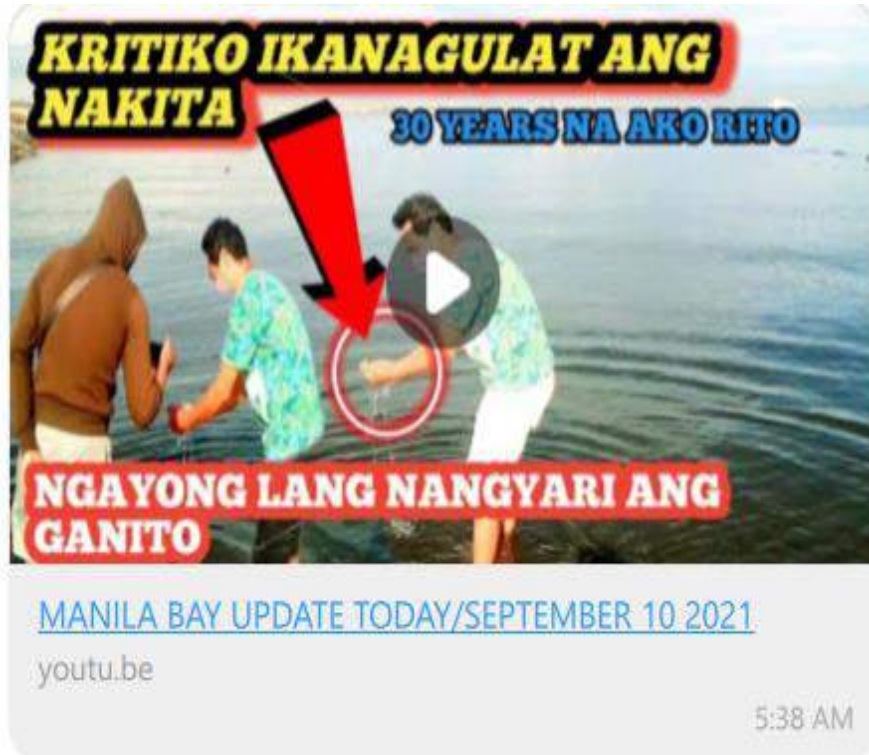 KRITIKO IKANAGULAT ANG
NAKITA
30 YEARS NA AKO RITO
NGAYONG LANG NANGYARI ANG
GANITO
MANILA BAY UPDATE TODAY/SEPTEMBER 10 2021
youtu.be
5:38 AM